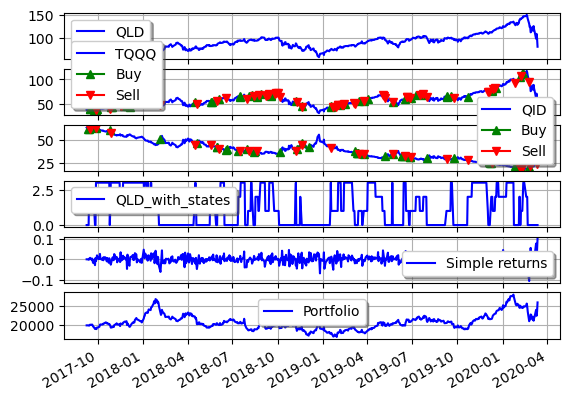 150
100
QLD
TQQQ
Buy
Sell
100
50
QID
Buy
Sell
50
25
2.5
0.0
QLD_with_states
0.1
0.0
-0.1
Simple returns
25000
20000
Portfolio
2017-10
2018-01
2018-04
2018-07
2018-10
2019-01
2019-04
2019-07
2019-10
2020-01
2020-04